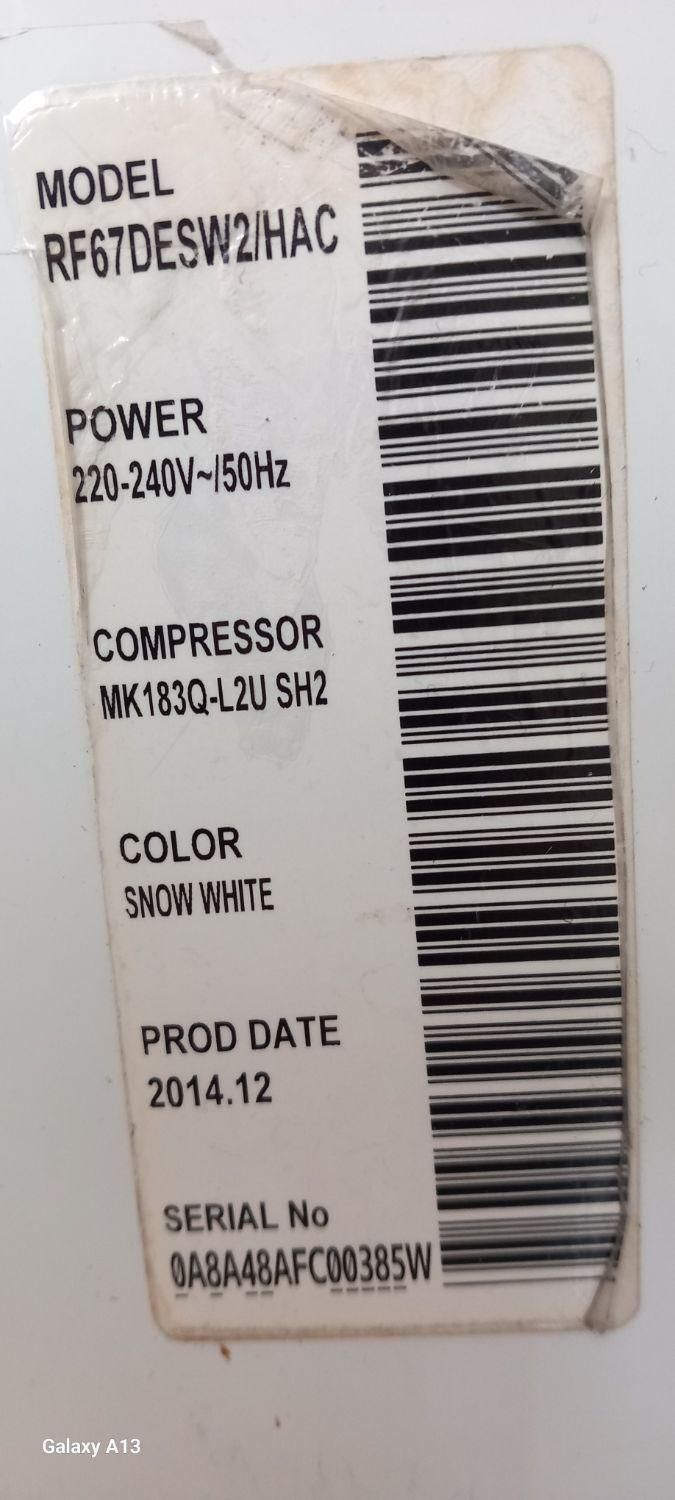 MODEL
RF67DESW2/HAC
POWER
220-240V~/50Hz
COMPRESSOR
MK183Q-L2U SH2
COLOR
SNOW WHITE
PROD DATE
2014.12
SERIAL No
0A8A48AFC00385W
Galaxy A13